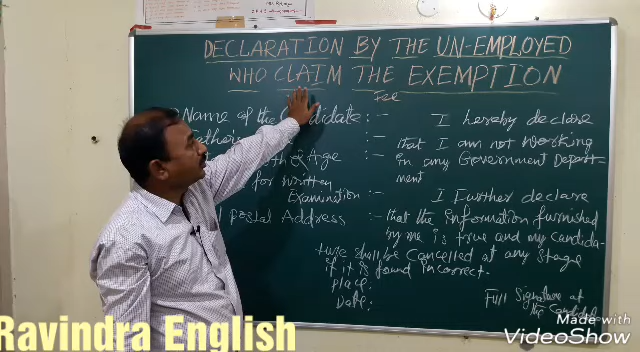 DECLARATION BY THE UN-EMPLOYED
WHO CLAIM THE EXEMPTION
Fee
Name of the Candidate :-
:-
th & Age :-
for written
Examination :-
l postal Address :-
I hereby declare
that I am not working
in any Government Depart-
ment
I Further declare
that the information furnished
by me is true and my candida-
ture shall be cancelled at any stage
if it is found incorrect.
place:
Date:
Full Signature of
the Candidate
Ravindra English
Made with
VideoShow